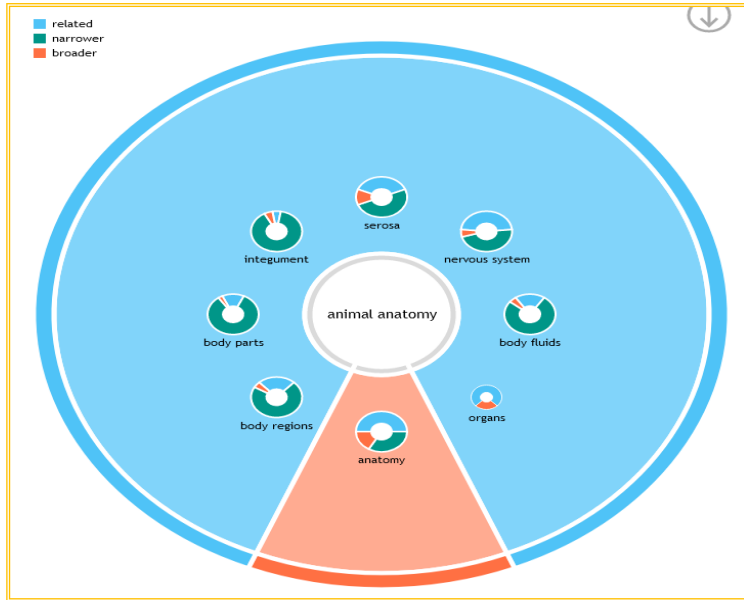 related
narrower
broader
serosa
integument
nervous system
animal anatomy
body parts
body fluids
body regions
organs
anatomy